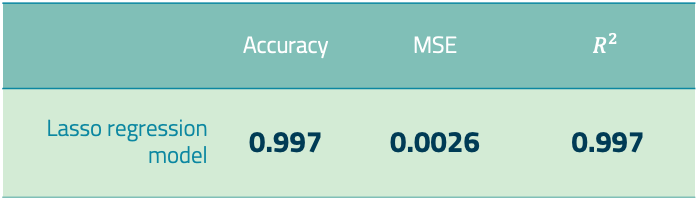 Accuracy MSE R²
Lasso regression
model
0.997 0.0026 0.997